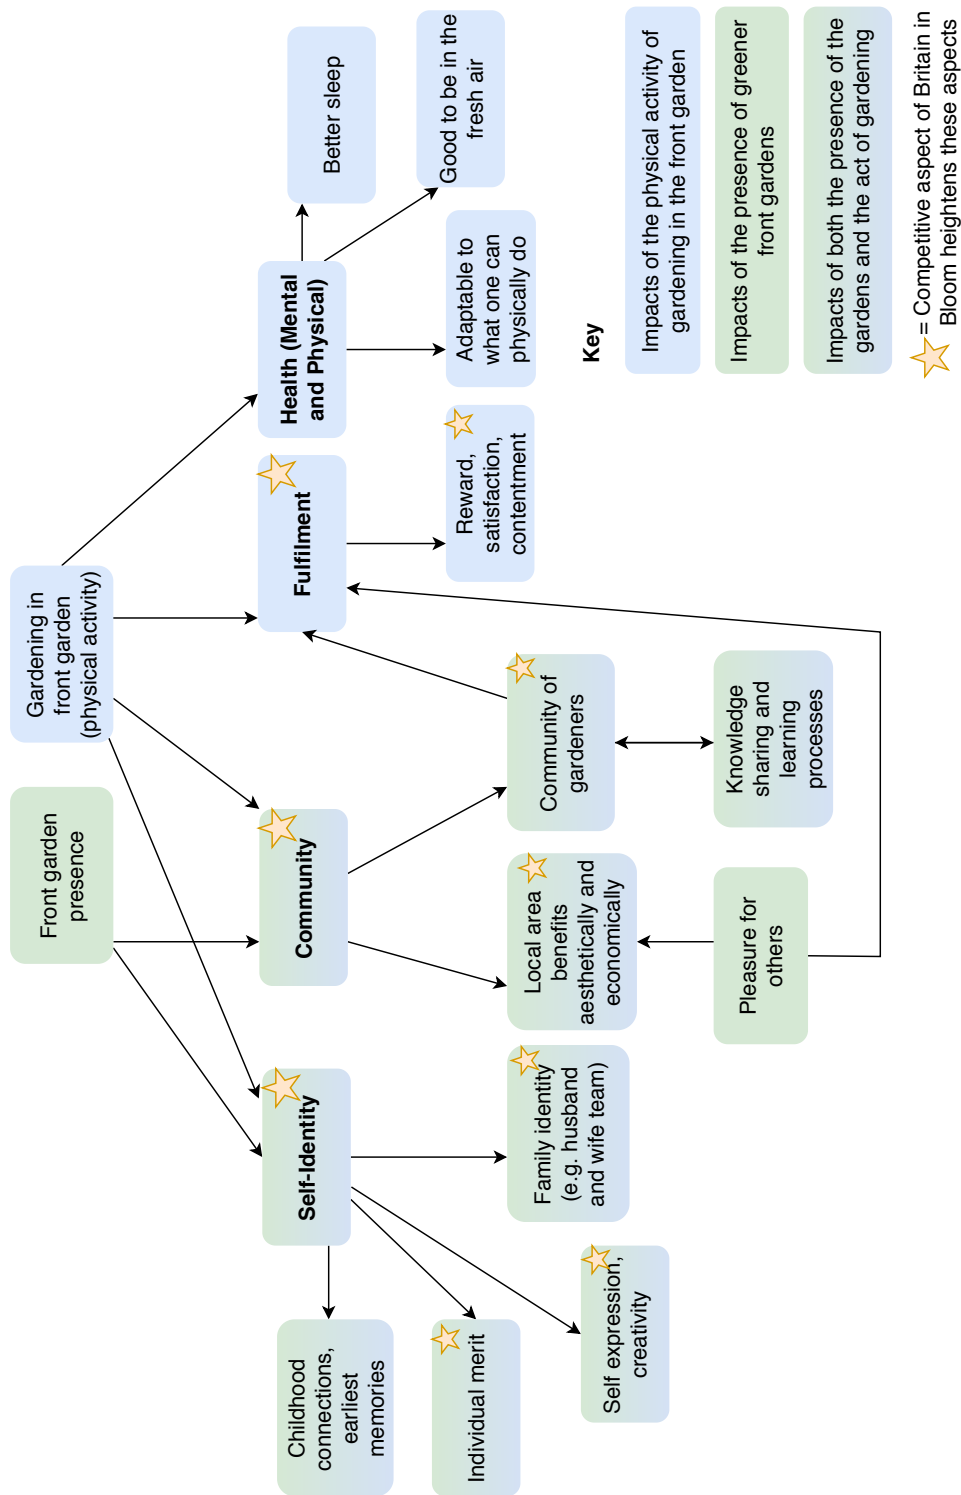 Front garden
presence
Gardening in
front garden
(physical activity)
Self-Identity
Community
Fulfilment
Health (Mental
and Physical)
Better sleep
Good to be in the
fresh air
Adaptable to
what one can
physically do
Reward,
satisfaction,
contentment
Childhood
connections,
earliest
memories
Individual merit
Self expression,
creativity
Family identity
(e.g. husband
and wife team)
Local area
benefits
aesthetically and
economically
Community of
gardeners
Pleasure for
others
Knowledge
sharing and
learning
processes
Key
Impacts of the physical activity of
gardening in the front garden
Impacts of the presence of greener
front gardens
Impacts of both the presence of the
gardens and the act of gardening
= Competitive aspect of Britain in
Bloom heightens these aspects